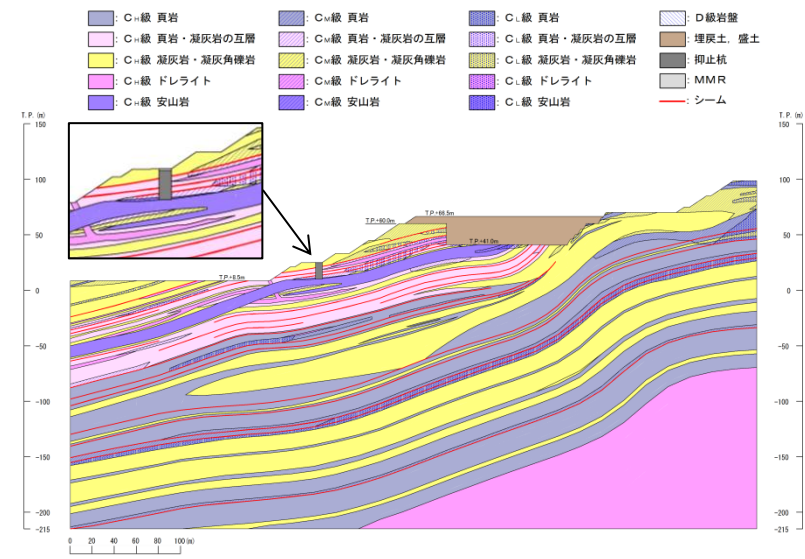 ：ＣH級 頁岩　：ＣM級 頁岩　：ＣL級 頁岩　：Ｄ級岩盤
：ＣH級 頁岩・凝灰岩の互層　：ＣM級 頁岩・凝灰岩の互層　：ＣL級 頁岩・凝灰岩の互層　：埋戻土，盛土
：ＣH級 凝灰岩・凝灰角礫岩　：ＣM級 凝灰岩・凝灰角礫岩　：ＣL級 凝灰岩・凝灰角礫岩　：抑止杭
：ＣH級 ドレライト　：ＣM級 ドレライト　：ＣL級 ドレライト　：ＭＭＲ
：ＣH級 安山岩　：ＣM級 安山岩　：ＣL級 安山岩　：シーム
T.P.(m)　T.P.(m)
150　150
100　100
T.P.+66.5m
T.P.+60.0m
50　50
T.P.+41.0m
T.P.+8.5m
0　0
-50　-50
-100　-100
-150　-150
-200　-200
-215　-215
0　20　40　60　80　100(m)